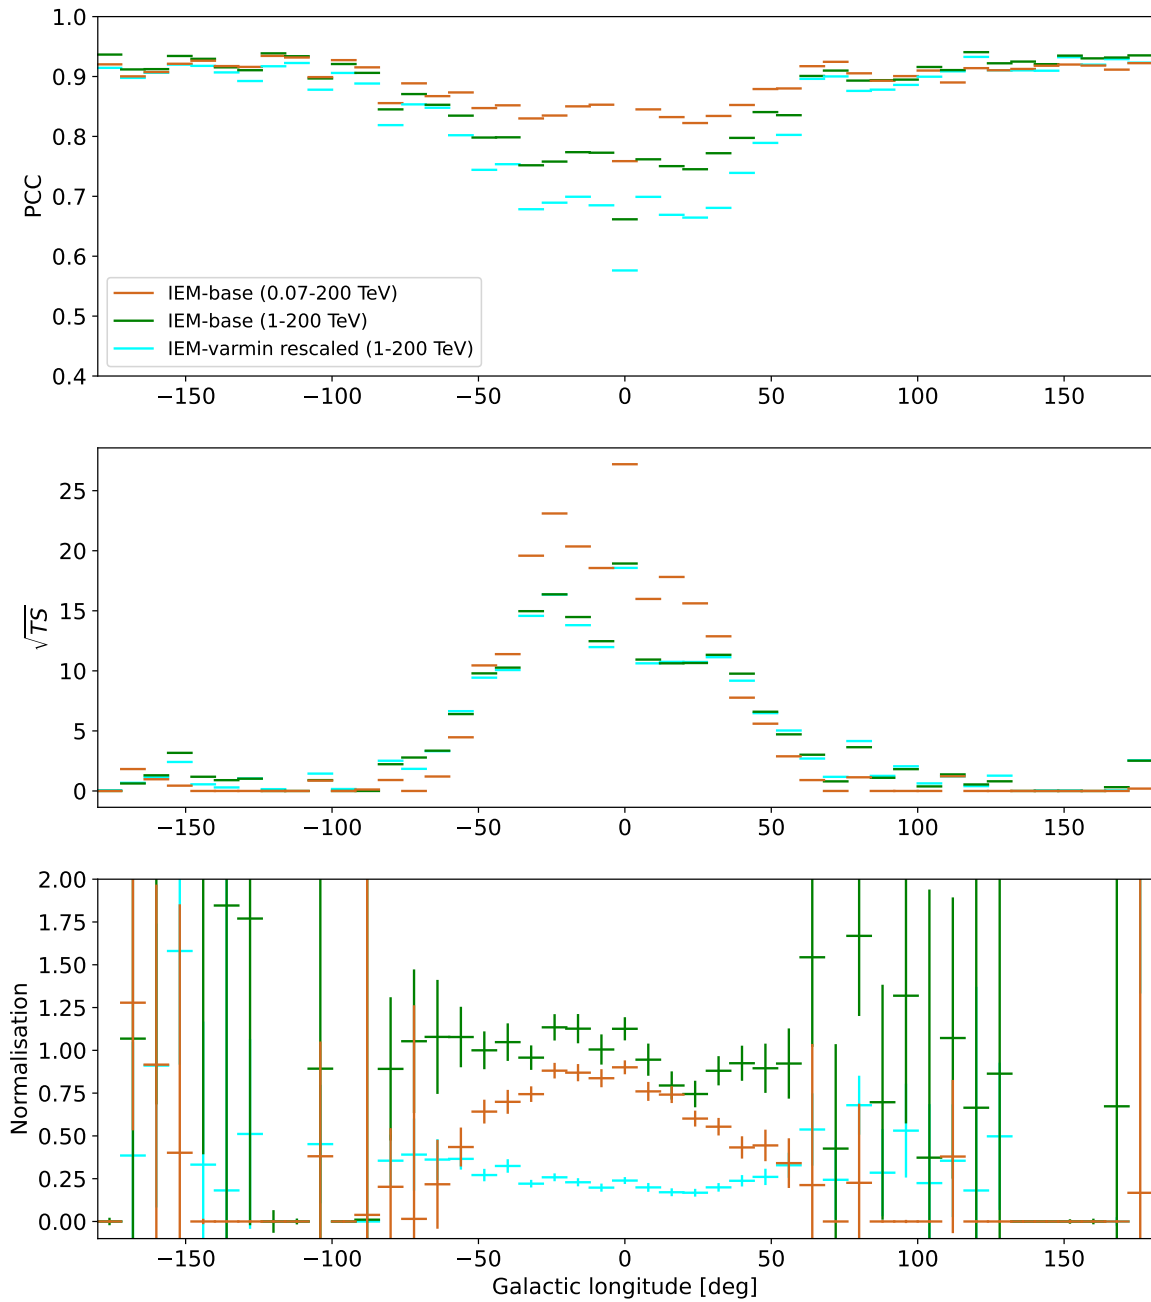 1.0
0.9
0.8
0.7
0.6
0.5
0.4
PCC
IEM-base (0.07-200 TeV)
IEM-base (1-200 TeV)
IEM-varmin rescaled (1-200 TeV)
−150 −100 −50 0 50 100 150
25
20
15
10
5
0
√TS
−150 −100 −50 0 50 100 150
2.00
1.75
1.50
1.25
1.00
0.75
0.50
0.25
0.00
Normalisation
−150 −100 −50 0 50 100 150
Galactic longitude [deg]